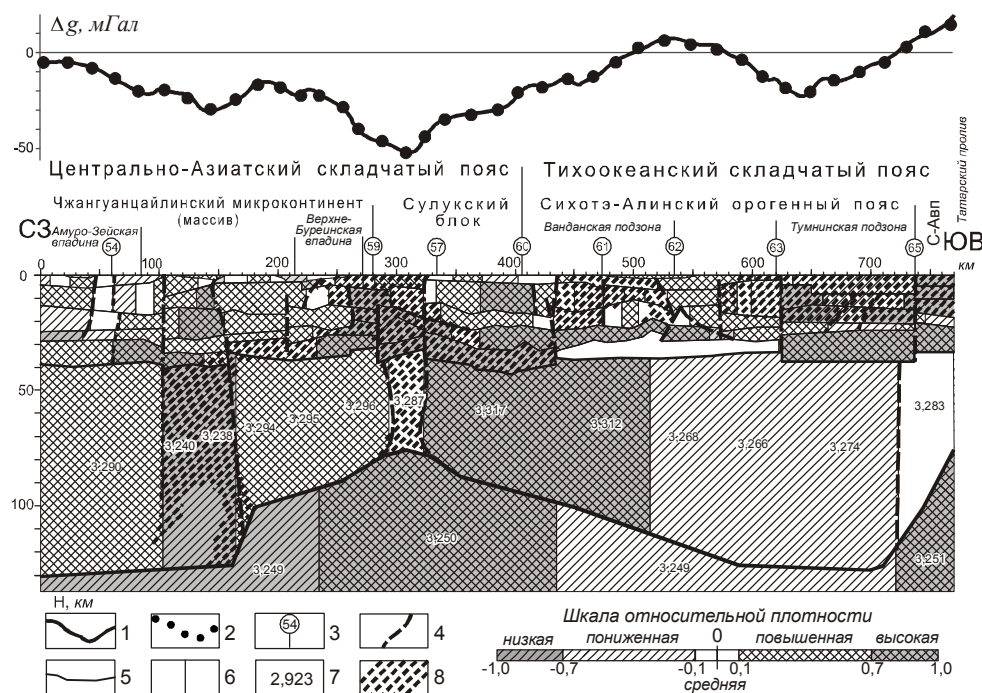 Δg, мГал
0
-50
Центрально-Азиатский складчатый пояс
Тихоокеанский складчатый пояс
Чжангуанцайлинский микроконтинент
(массив)
Сулукский
блок
Сихотэ-Алинский орогенный пояс
С-Авп
Татарский пролив
СЗ
Амуро-Зейская
впадина
54
Верхне-
Буреинская
впадина
59
57
60
Ванданская подзона
61
62
63
Тумнинская подзона
65
ЮВ
0 100 200 300 400 500 600 700 км
0
50
100
H, км
3,290
3,240
3,238
3,294
3,295
3,296
3,287
3,317
3,312
3,268
3,266
3,274
3,283
3,249
3,250
3,249
3,251
1
2
54 3
4
5
6
2,923 7
8
Шкала относительной плотности
низкая пониженная 0 повышенная высокая
-1,0 -0,7 -0,1 0,1 0,7 1,0
средняя